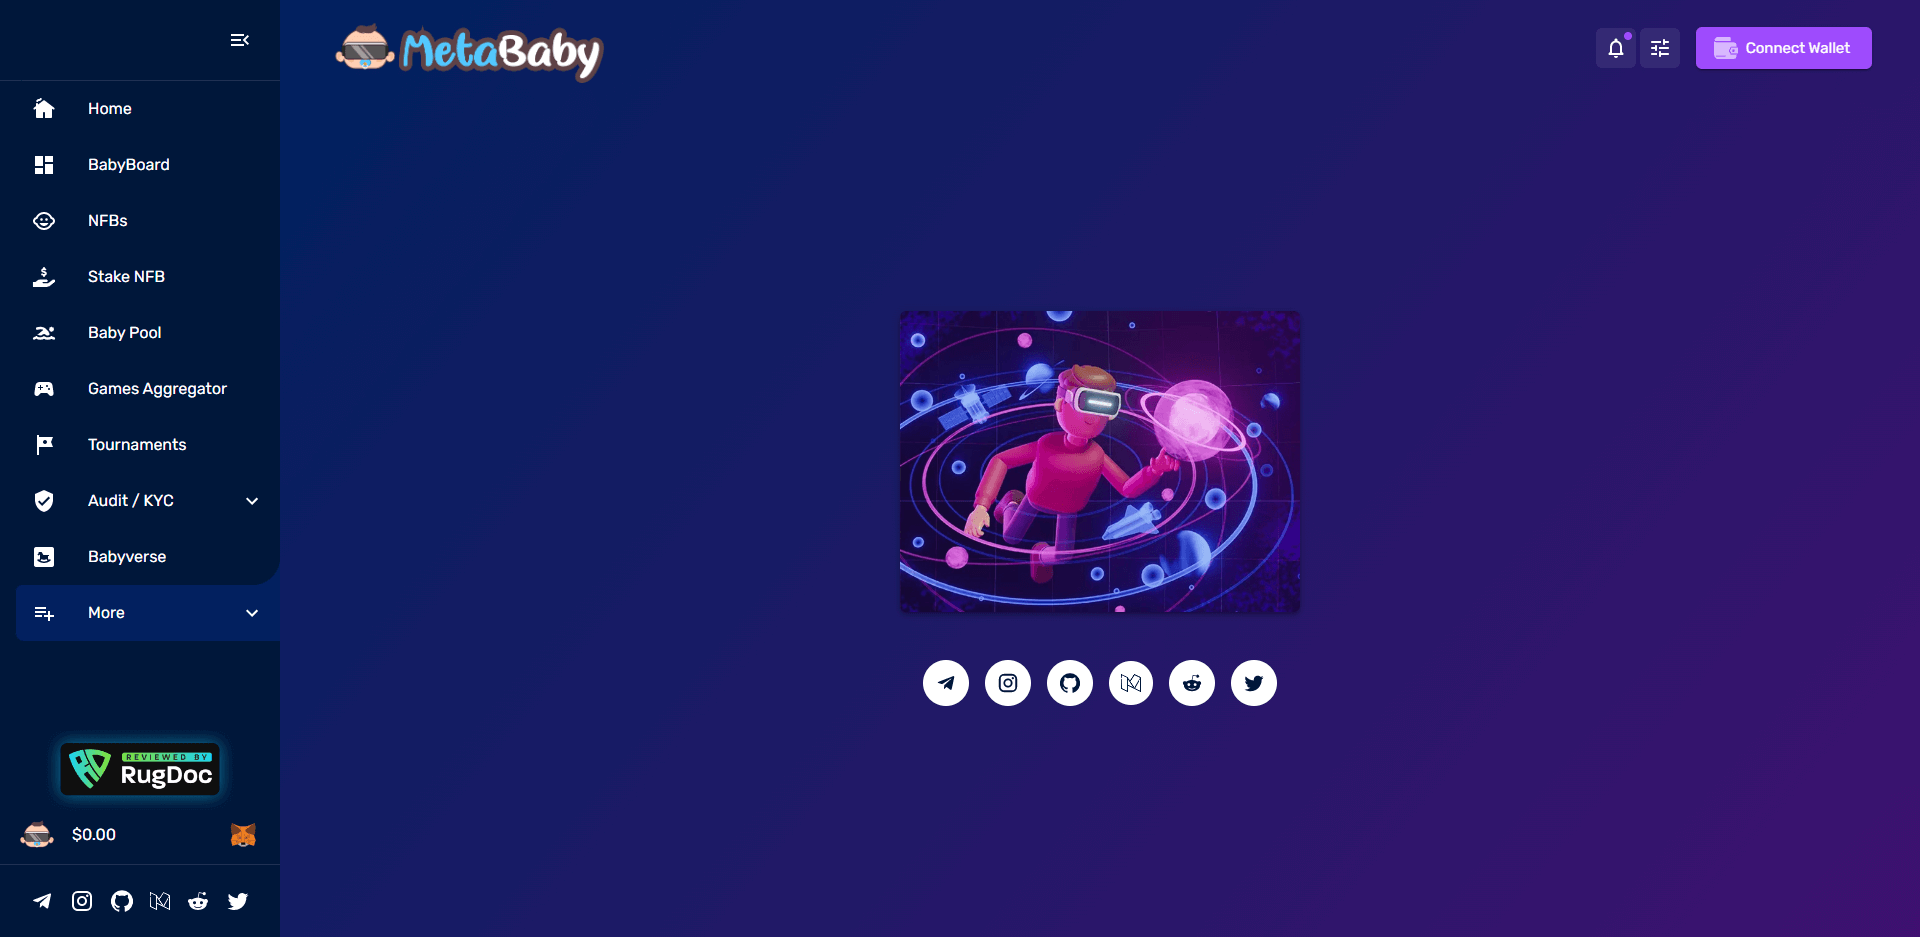 MetaBaby
Connect Wallet
Home
BabyBoard
NFBs
Stake NFB
Baby Pool
Games Aggregator
Tournaments
Audit / KYC
Babyverse
More
REVIEWED BY
RugDoc
$0.00